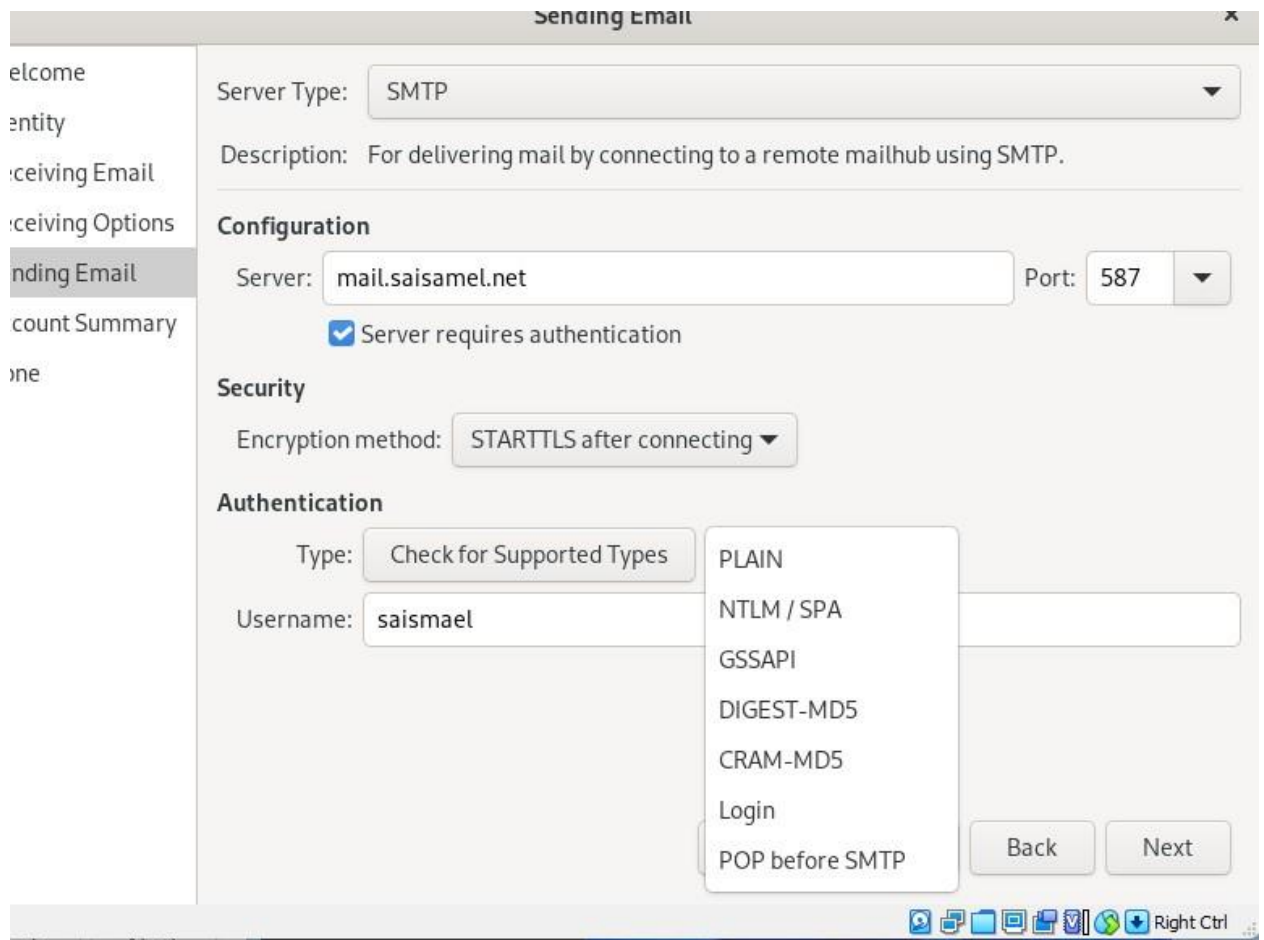 Sending Email
elcome
entity
ceiving Email
ceiving Options
nding Email
count Summary
one
Server Type: SMTP
Description: For delivering mail by connecting to a remote mailhub using SMTP.
Configuration
Server: mail.saisamel.net Port: 587
Server requires authentication
Security
Encryption method: STARTTLS after connecting
Authentication
Type: Check for Supported Types
PLAIN
NTLM / SPA
GSSAPI
DIGEST-MD5
CRAM-MD5
Login
POP before SMTP
Username: saismael
Back Next
Right Ctrl